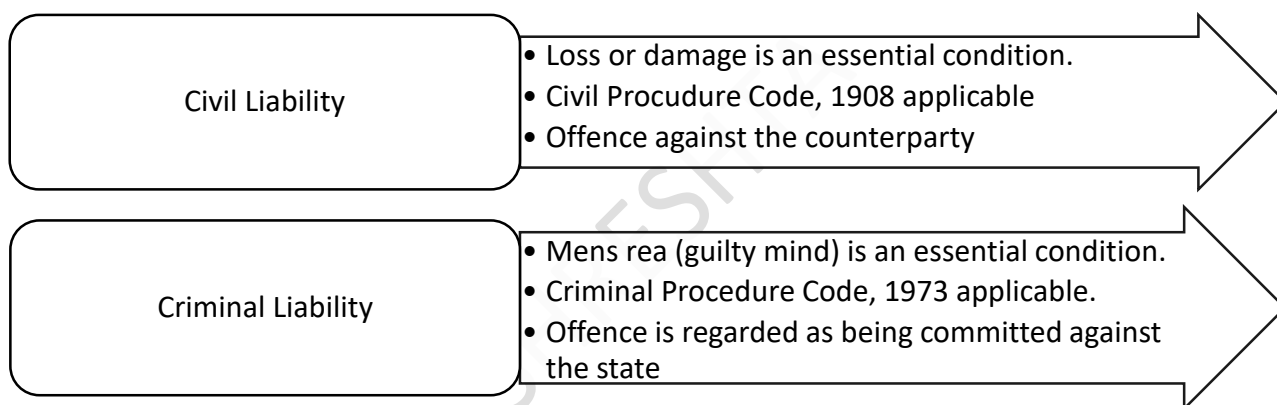 Civil Liability
• Loss or damage is an essential condition.
• Civil Procudure Code, 1908 applicable
• Offence against the counterparty
Criminal Liability
• Mens rea (guilty mind) is an essential condition.
• Criminal Procedure Code, 1973 applicable.
• Offence is regarded as being committed against
the state